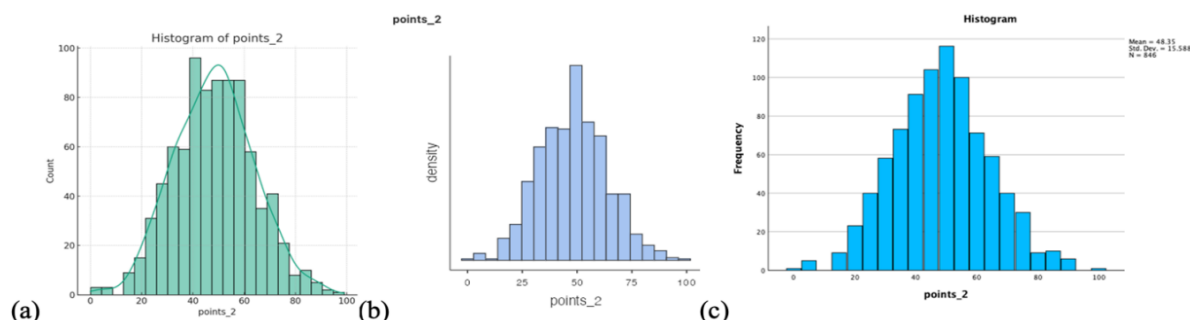 Histogram of points_2
100
80
60
40
20
0
Count
0 20 40 60 80 100
points_2
(a)
points_2
density
0 25 50 75 100
points_2
(b)
Histogram
Mean = 48.35
Std. Dev. = 15.588
N = 846
120
100
80
60
40
20
0
Frequency
0 20 40 60 80 100
points_2
(c)